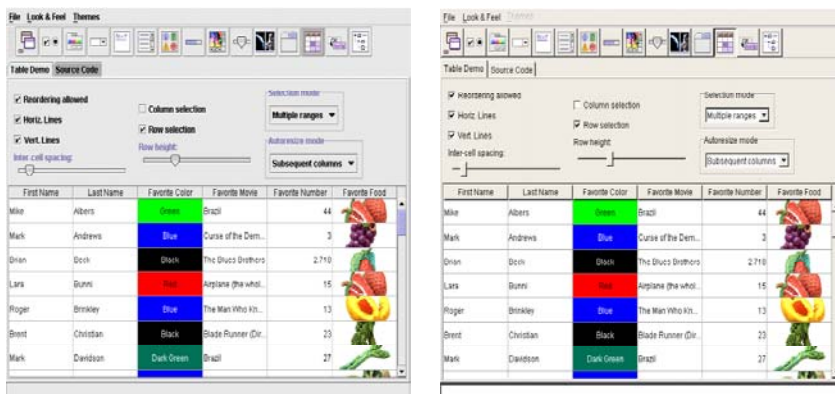 File Look & Feel Themes
Table Demo Source Code
Reordering allowed
Horiz. Lines
Vert. Lines
Inter-cell spacing:
Column selection
Row selection
Row height:
Selection mode
Multiple ranges
Autoresize mode
Subsequent columns
First Name Last Name Favorite Color Favorite Movie Favorite Number Favorite Food
Mike Albers Green Brazil 44
Mark Andrews Blue Curse of the Dem... 3
Brian Beck Black The Blues Brothers 2.718
Lara Bunni Red Airplane (the whol... 15
Roger Brinkley Blue The Man Who Kn... 13
Brent Christian Black Blade Runner (Dir... 23
Mark Davidson Dark Green Brazil 27
File Look & Feel Themes
Table Demo Source Code
Reordering allowed
Horiz. Lines
Vert. Lines
Inter-cell spacing:
Column selection
Row selection
Row height:
Selection mode
Multiple ranges
Autoresize mode
Subsequent columns
First Name Last Name Favorite Color Favorite Movie Favorite Number Favorite Food
Mike Albers Green Brazil 44
Mark Andrews Blue Curse of the Dem... 3
Brian Beck Black The Blues Brothers 2.718
Lara Bunni Red Airplane (the whol... 15
Roger Brinkley Blue The Man Who Kn... 13
Brent Christian Black Blade Runner (Dir... 23
Mark Davidson Dark Green Brazil 27